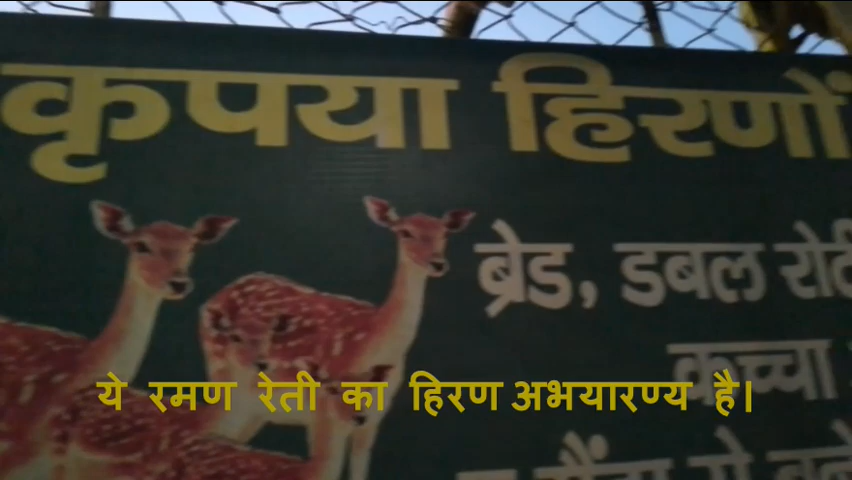 कृपया हिरणों
ब्रेड, डबल रोटी
कच्चा
ये रमण रेती का हिरण अभयारण्य है।